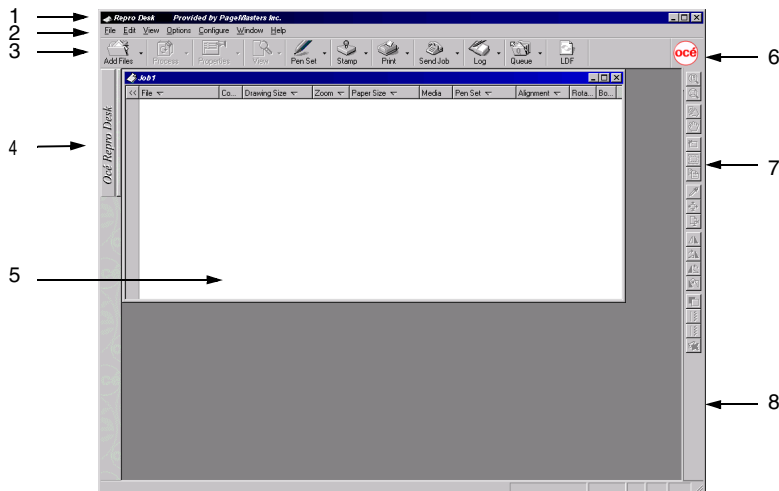 1
Repro Desk Provided by PageMasters Inc.
2
File Edit View Options Configure Window Help
3
Add Files Process Properties View Pen Set Stamp Print Send Job Log Queue LDF
océ
6
Job1
<< File Co... Drawing Size Zoom Paper Size Media Pen Set Alignment Rota... Bo...
4
Océ Repro Desk
7
5
8